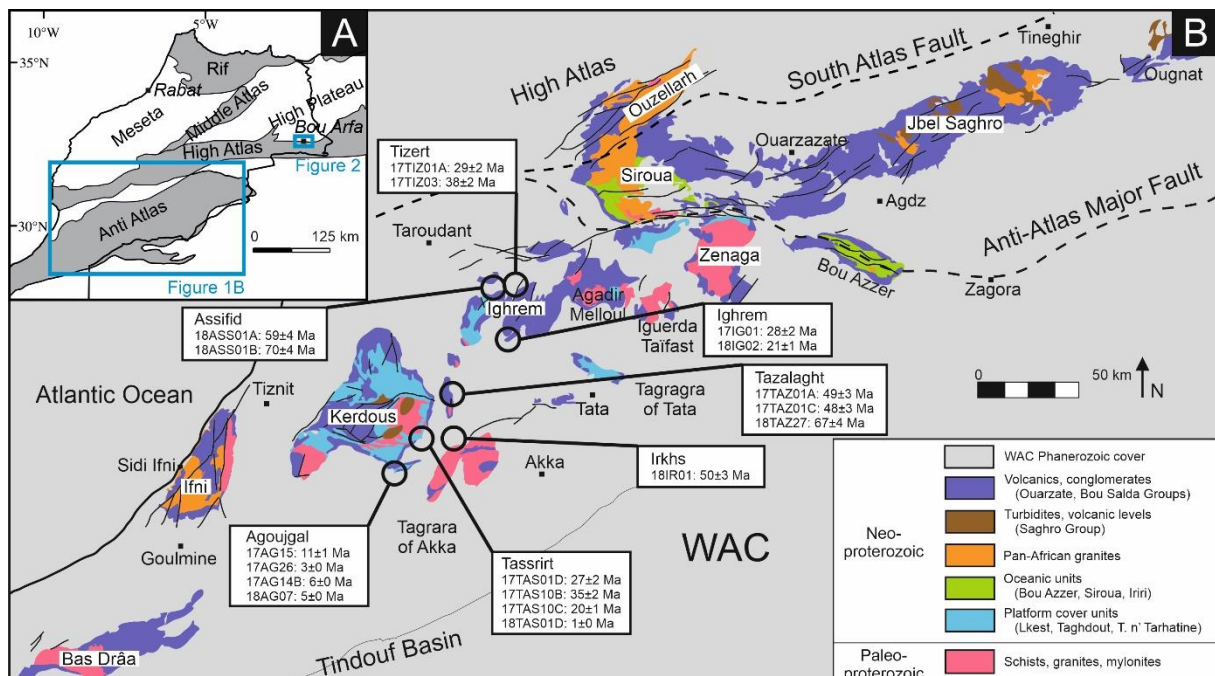 A
10°W
5°W
35°N
30°N
Rif
Rabat
Meseta
Middle Atlas
High Plateau
Bou Arfa
High Atlas
Figure 2
Anti Atlas
0 125 km
Figure 1B
B
Tineghir
South Atlas Fault
Ougnat
High Atlas
Ouzellarh
Jbel Saghro
Ouarzazate
Tizert
17TIZ01A: 29±2 Ma
17TIZ03: 38±2 Ma
Siroua
Agdz
Anti-Atlas Major Fault
Taroudant
Zenaga
Bou Azzer
Zagora
Ighrem
Agadir
Melloul
Iguerda
Taïfast
Assifid
18ASS01A: 59±4 Ma
18ASS01B: 70±4 Ma
Ighrem
17IG01: 28±2 Ma
18IG02: 21±1 Ma
Atlantic Ocean
Tiznit
Kerdous
Tata
Tagragra
of Tata
0 50 km
N
Tazalaght
17TAZ01A: 49±3 Ma
17TAZ01C: 48±3 Ma
18TAZ27: 67±4 Ma
Sidi Ifni
Ifni
Akka
Irkhs
18IR01: 50±3 Ma
Goulmine
Tagrara
of Akka
WAC
Agoujgal
17AG15: 11±1 Ma
17AG26: 3±0 Ma
17AG14B: 6±0 Ma
18AG07: 5±0 Ma
Tassrirt
17TAS01D: 27±2 Ma
17TAS10B: 35±2 Ma
17TAS10C: 20±1 Ma
18TAS01D: 1±0 Ma
Bas Drâa
Tindouf Basin
WAC Phanerozoic cover
Neo-
proterozoic
Volcanics, conglomerates
(Ouarzate, Bou Salda Groups)
Turbidites, volcanic levels
(Saghro Group)
Pan-African granites
Oceanic units
(Bou Azzer, Siroua, Iriri)
Platform cover units
(Lkest, Taghdout, T. n' Tarhatine)
Paleo-
proterozoic
Schists, granites, mylonites